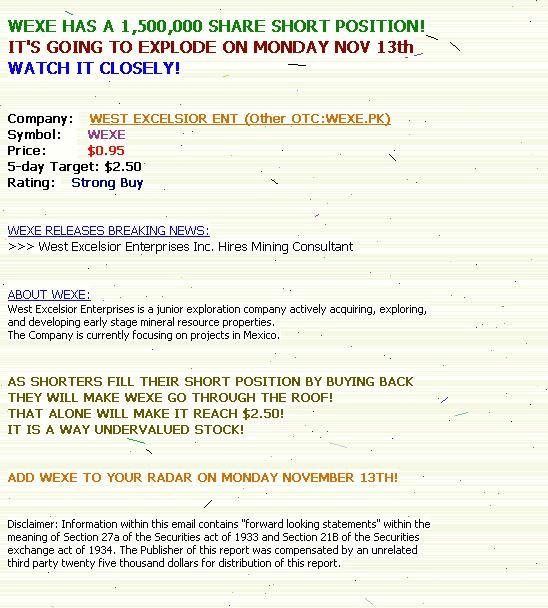 WEXE HAS A 1,500,000 SHARE SHORT POSITION!
IT'S GOING TO EXPLODE ON MONDAY NOV 13th
WATCH IT CLOSELY!
Company: WEST EXCELSIOR ENT (Other OTC:WEXE.PK)
Symbol: WEXE
Price: $0.95
5-day Target: $2.50
Rating: Strong Buy
WEXE RELEASES BREAKING NEWS:
>>> West Excelsior Enterprises Inc. Hires Mining Consultant
ABOUT WEXE:
West Excelsior Enterprises is a junior exploration company actively acquiring, exploring,
and developing early stage mineral resource properties.
The Company is currently focusing on projects in Mexico.
AS SHORTERS FILL THEIR SHORT POSITION BY BUYING BACK
THEY WILL MAKE WEXE GO THROUGH THE ROOF!
THAT ALONE WILL MAKE IT REACH $2.50!
IT IS A WAY UNDERVALUED STOCK!
ADD WEXE TO YOUR RADAR ON MONDAY NOVEMBER 13TH!
Disclaimer: Information within this email contains "forward looking statements" within the
meaning of Section 27a of the Securities act of 1933 and Section 21B of the Securities
exchange act of 1934. The Publisher of this report was compensated by an unrelated
third party twenty five thousand dollars for distribution of this report.